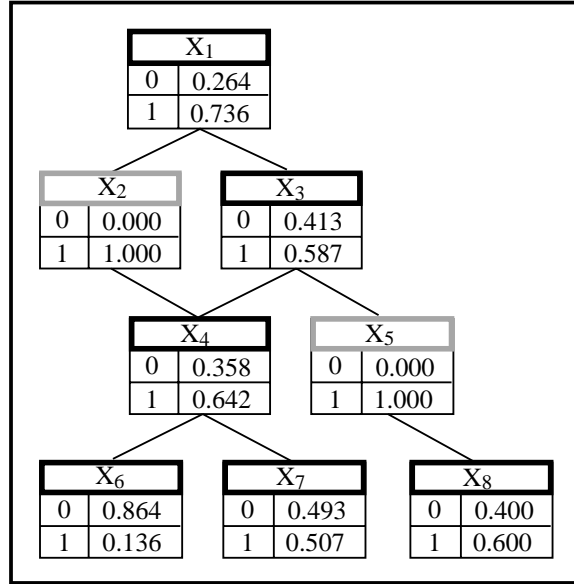 X₁
0 0.264
1 0.736
X₂ X₃
0 0.000 0 0.413
1 1.000 1 0.587
X₄ X₅
0 0.358 0 0.000
1 0.642 1 1.000
X₆ X₇ X₈
0 0.864 0 0.493 0 0.400
1 0.136 1 0.507 1 0.600